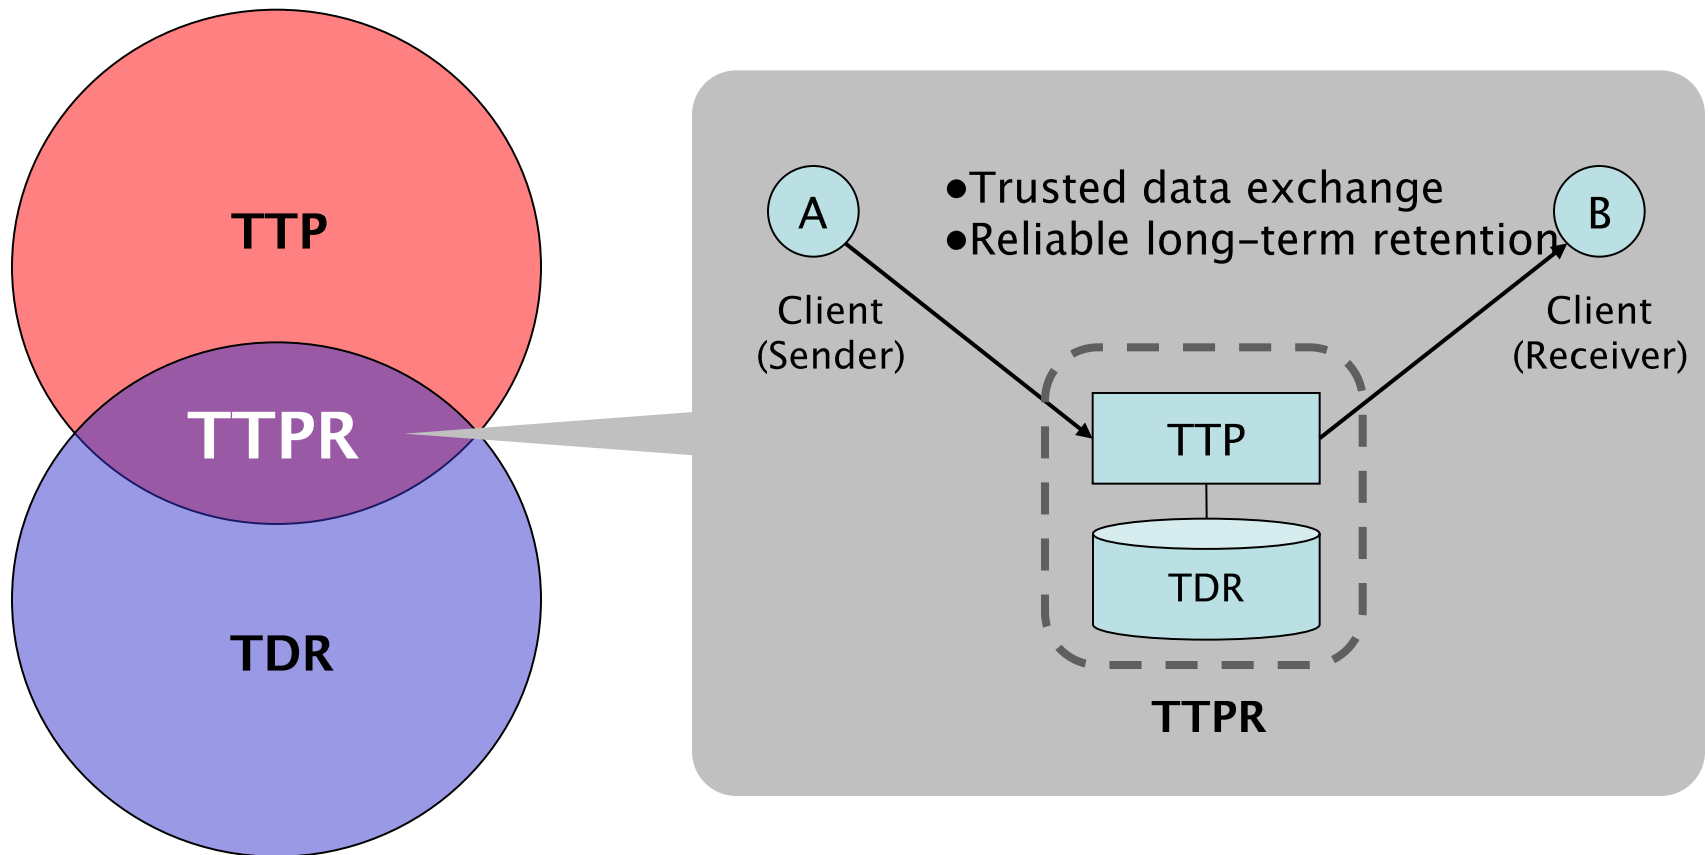 TTP
TTPR
TDR
A
●Trusted data exchange
●Reliable long-term retention
B
Client
(Sender)
Client
(Receiver)
TTP
TDR
TTPR